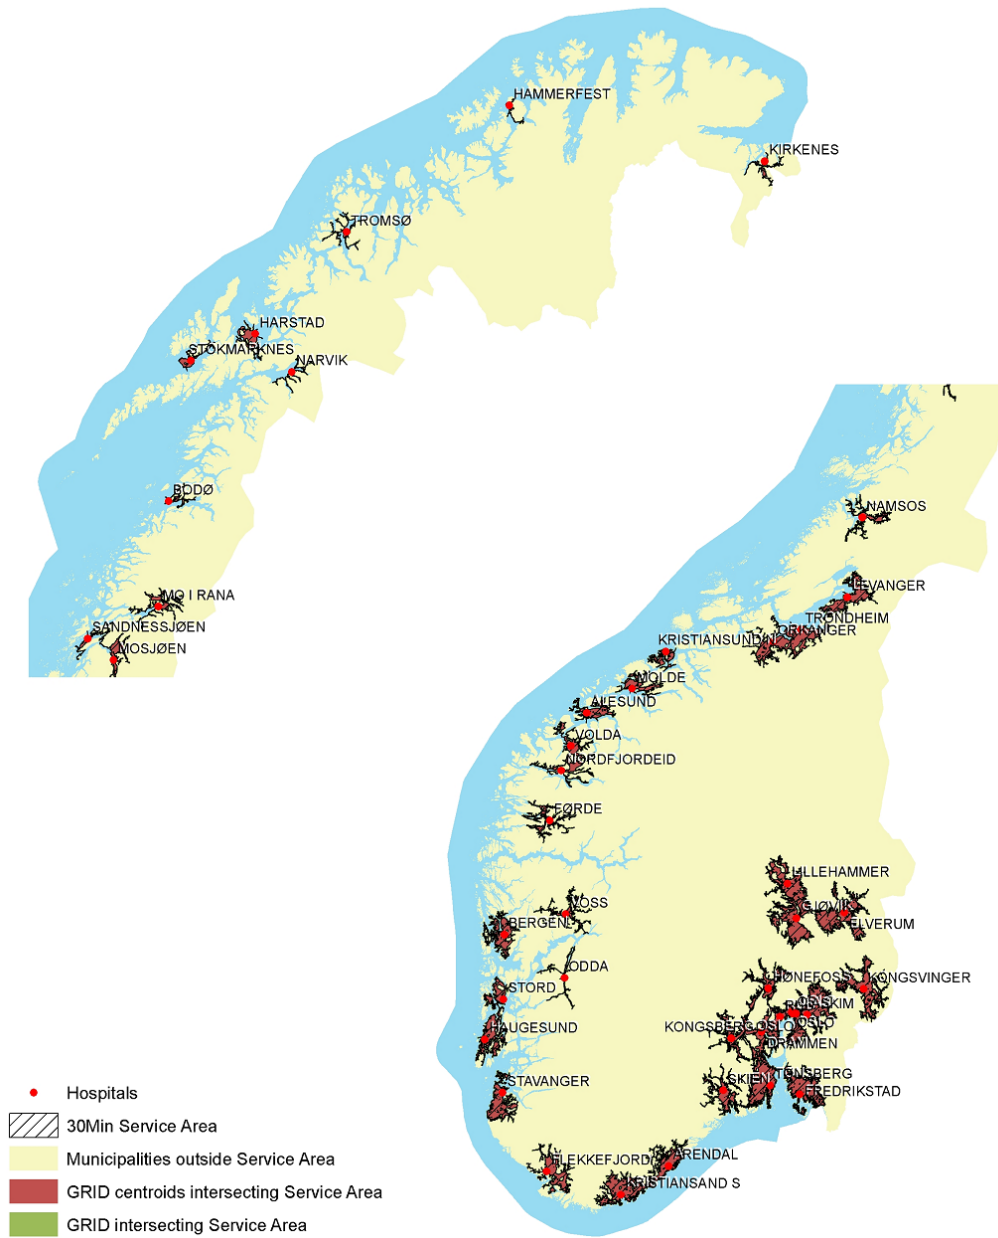 HAMMERFEST
KIRKENES
TROMSØ
HARSTAD
STOKMARKNES
NARVIK
BODØ
MO I RANA
SANDNESSJØEN
MOSJØEN
NAMSOS
LEVANGER
TRONDHEIM
ORKANGER
KRISTIANSUND
MOLDE
ÅLESUND
VOLDA
NORDFJORDEID
FØRDE
LILLEHAMMER
GJØVIK
ELVERUM
VOSS
BERGEN
ODDA
HØNEFOSS
KONGSVINGER
STORD
ASKIM
HAUGESUND
KONGSBERG
OSLO
OSLO
DRAMMEN
STAVANGER
SKIEN
TØNSBERG
FREDRIKSTAD
FLEKKEFJORD
ARENDAL
KRISTIANSAND S
Hospitals
30Min Service Area
Municipalities outside Service Area
GRID centroids intersecting Service Area
GRID intersecting Service Area